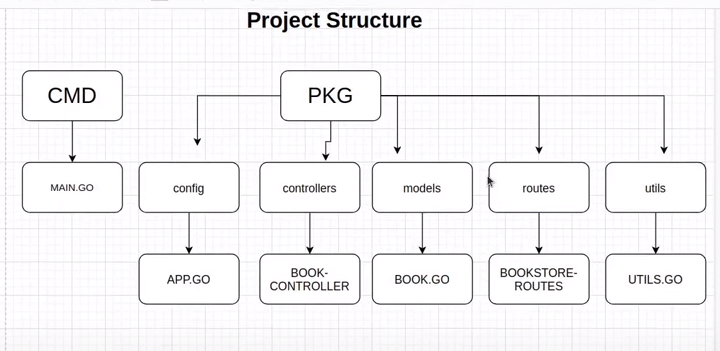 Project Structure
CMD
PKG
MAIN.GO
config
controllers
models
routes
utils
APP.GO
BOOK-
CONTROLLER
BOOK.GO
BOOKSTORE-
ROUTES
UTILS.GO